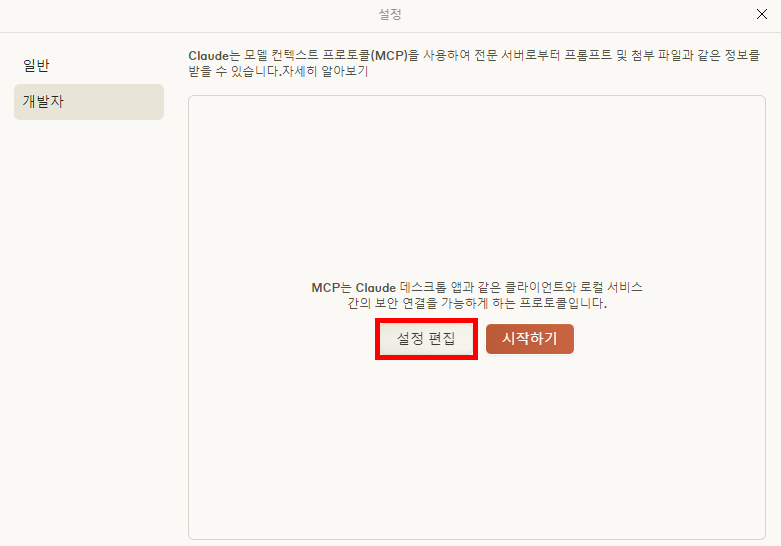 설정
일반
개발자
Claude는 모델 컨텍스트 프로토콜(MCP)을 사용하여 전문 서버로부터 프롬프트 및 첨부 파일과 같은 정보를
받을 수 있습니다.자세히 알아보기
MCP는 Claude 데스크톱 앱과 같은 클라이언트와 로컬 서비스
간의 보안 연결을 가능하게 하는 프로토콜입니다.
설정 편집 시작하기